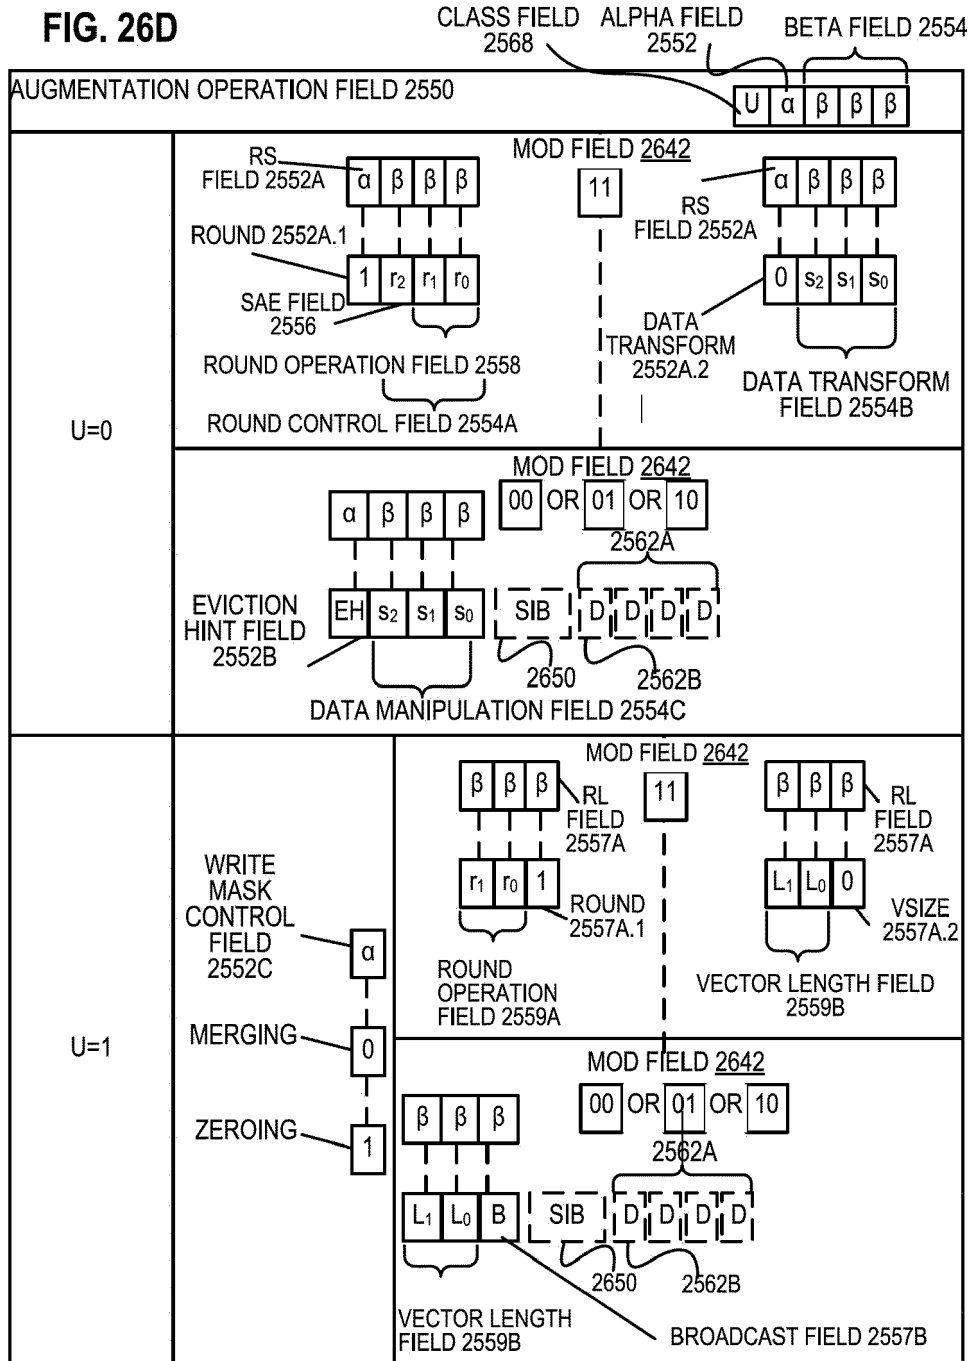 FIG. 26D
CLASS FIELD 2568
ALPHA FIELD 2552
BETA FIELD 2554
AUGMENTATION OPERATION FIELD 2550
U α β β β
U=0
MOD FIELD 2642
11
RS FIELD 2552A
α β β β
ROUND 2552A.1
1 r2 r1 r0
SAE FIELD 2556
ROUND OPERATION FIELD 2558
ROUND CONTROL FIELD 2554A
RS FIELD 2552A
α β β β
0 s2 s1 s0
DATA TRANSFORM 2552A.2
DATA TRANSFORM FIELD 2554B
MOD FIELD 2642
00 OR 01 OR 10
α β β β
2562A
EVICTION HINT FIELD 2552B
EH s2 s1 s0 SIB D D D D
2650
2562B
DATA MANIPULATION FIELD 2554C
U=1
WRITE MASK CONTROL FIELD 2552C
α
MERGING 0
ZEROING 1
MOD FIELD 2642
11
β β β
RL FIELD 2557A
r1 r0 1
ROUND 2557A.1
ROUND OPERATION FIELD 2559A
β β β
RL FIELD 2557A
L1 L0 0
VSIZE 2557A.2
VECTOR LENGTH FIELD 2559B
MOD FIELD 2642
00 OR 01 OR 10
β β β
2562A
L1 L0 B SIB D D D D
2650
2562B
VECTOR LENGTH FIELD 2559B
BROADCAST FIELD 2557B